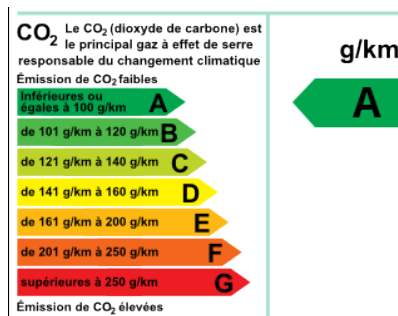 CO₂ Le CO₂ (dioxyde de carbone) est
le principal gaz à effet de serre
responsable du changement climatique
Émission de CO₂ faibles
Inférieures ou
égales à 100 g/km A
de 101 g/km à 120 g/km B
de 121 g/km à 140 g/km C
de 141 g/km à 160 g/km D
de 161 g/km à 200 g/km E
de 201 g/km à 250 g/km F
supérieures à 250 g/km G
Émission de CO₂ élevées
g/km
A